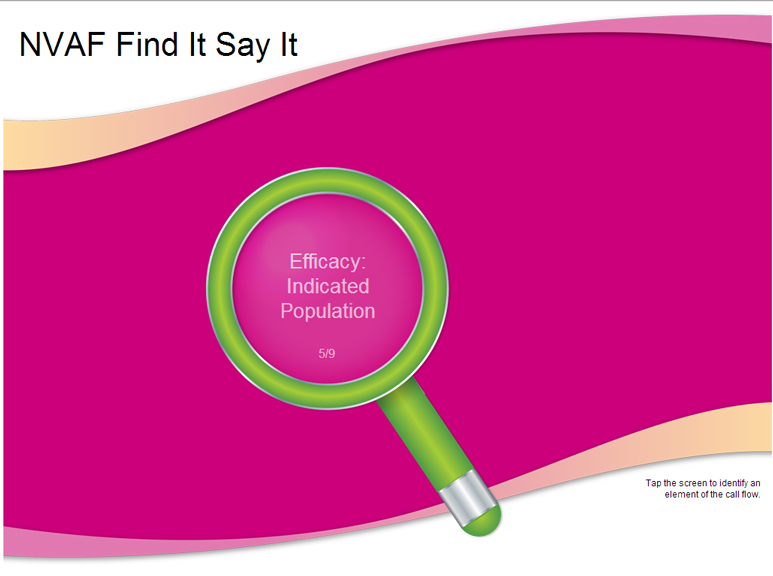 NVAF Find It Say It
Efficacy:
Indicated
Population
5/9
Tap the screen to identify an
element of the call flow.